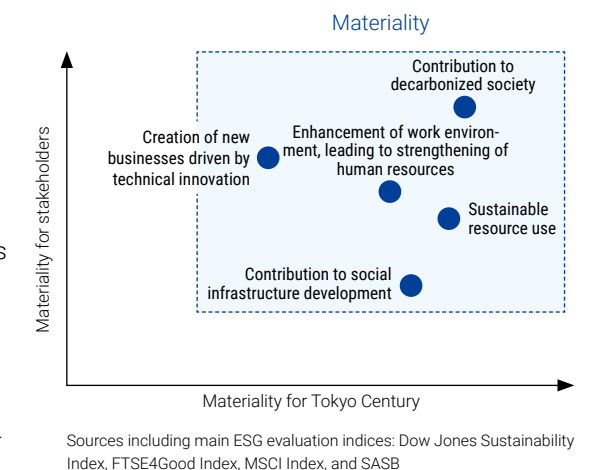 Materiality
Contribution to
decarbonized society
Creation of new
businesses driven by
technical innovation
Enhancement of work environ-
ment, leading to strengthening of
human resources
Sustainable
resource use
Contribution to social
infrastructure development
Materiality for stakeholders
Materiality for Tokyo Century
Sources including main ESG evaluation indices: Dow Jones Sustainability
Index, FTSE4Good Index, MSCI Index, and SASB